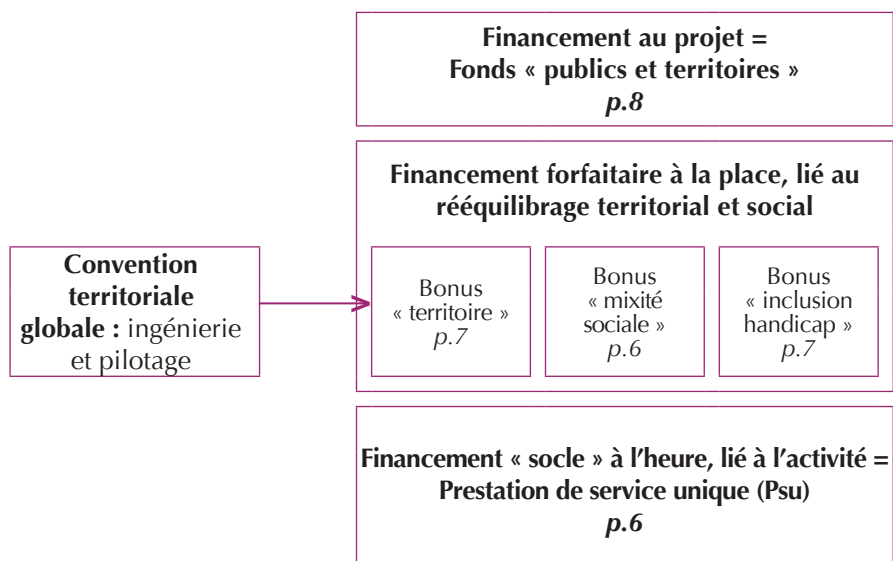 Financement au projet =
Fonds « publics et territoires »
p.8
Financement forfaitaire à la place, lié au
rééquilibrage territorial et social
Convention
territoriale
globale : ingénierie
et pilotage
Bonus
« territoire »
p.7
Bonus
« mixité
sociale »
p.6
Bonus
« inclusion
handicap »
p.7
Financement « socle » à l’heure, lié à l’activité =
Prestation de service unique (Psu)
p.6